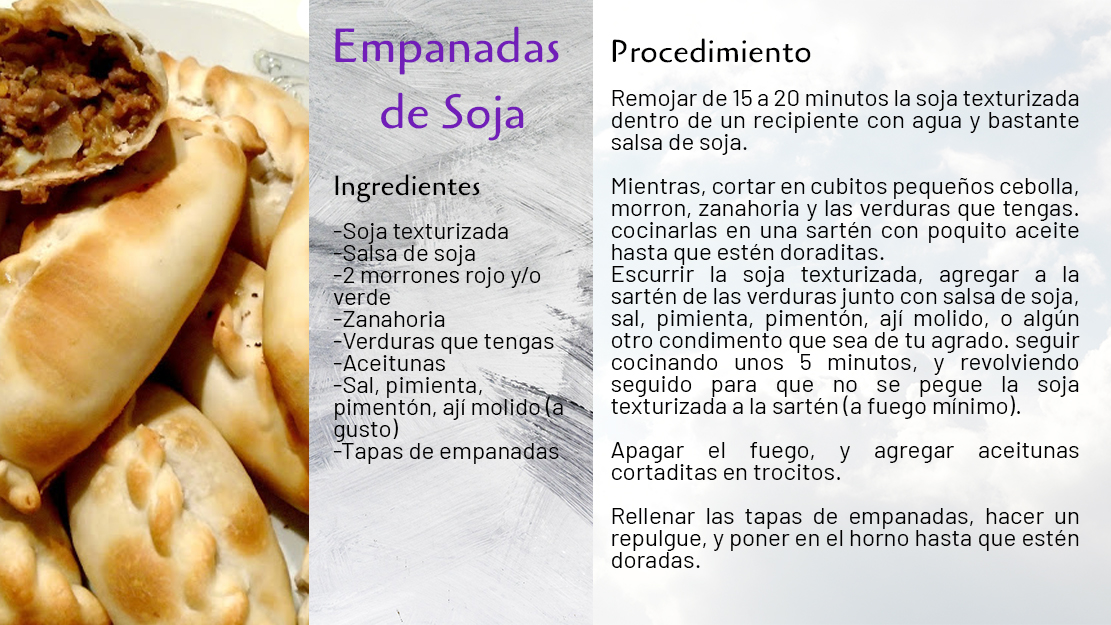 Empanadas
de Soja
Ingredientes
-Soja texturizada
-Salsa de soja
-2 morrones rojo y/o
verde
-Zanahoria
-Verduras que tengas
-Aceitunas
-Sal, pimienta,
pimentón, ají molido (a
gusto)
-Tapas de empanadas
Procedimiento
Remojar de 15 a 20 minutos la soja texturizada
dentro de un recipiente con agua y bastante
salsa de soja.
Mientras, cortar en cubitos pequeños cebolla,
morron, zanahoria y las verduras que tengas.
cocinarlas en una sartén con poquito aceite
hasta que estén doraditas.
Escurrir la soja texturizada, agregar a la
sartén de las verduras junto con salsa de soja,
sal, pimienta, pimentón, ají molido, o algún
otro condimento que sea de tu agrado. seguir
cocinando unos 5 minutos, y revolviendo
seguido para que no se pegue la soja
texturizada a la sartén (a fuego mínimo).
Apagar el fuego, y agregar aceitunas
cortaditas en trocitos.
Rellenar las tapas de empanadas, hacer un
repulgue, y poner en el horno hasta que estén
doradas.